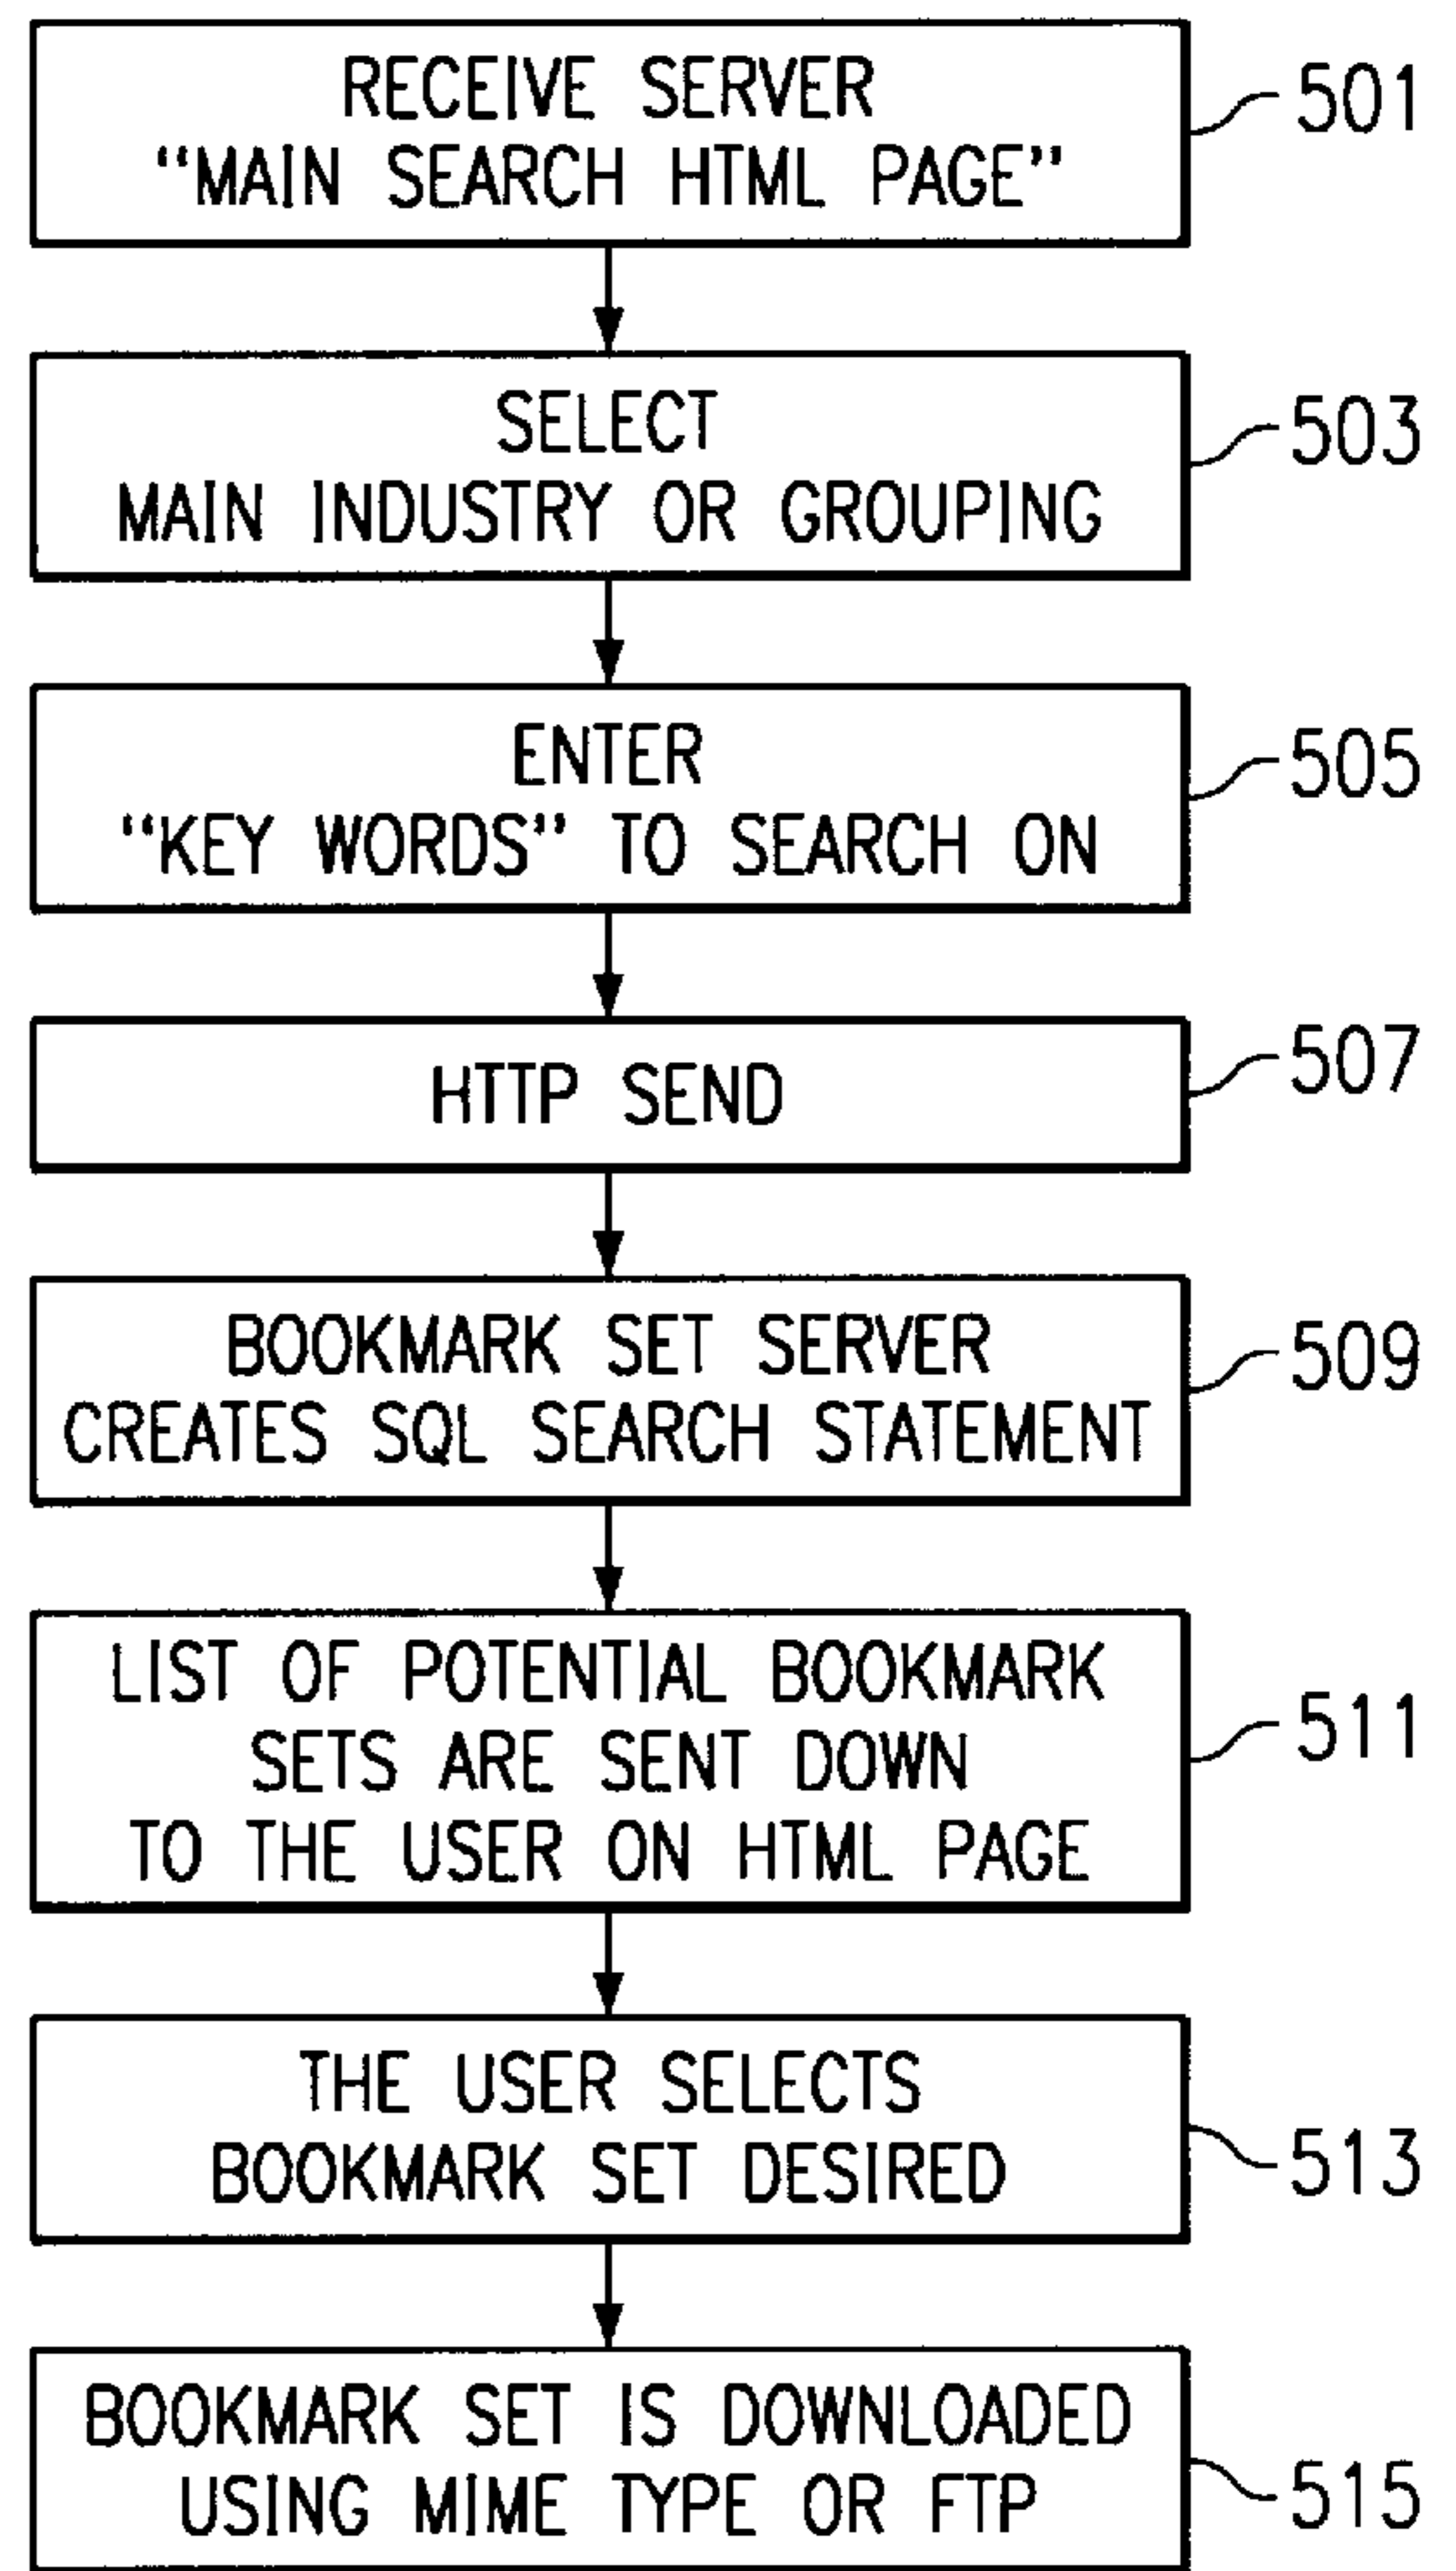 RECEIVE SERVER
"MAIN SEARCH HTML PAGE"
501
SELECT
MAIN INDUSTRY OR GROUPING
503
ENTER
"KEY WORDS" TO SEARCH ON
505
HTTP SEND
507
BOOKMARK SET SERVER
CREATES SQL SEARCH STATEMENT
509
LIST OF POTENTIAL BOOKMARK
SETS ARE SENT DOWN
TO THE USER ON HTML PAGE
511
THE USER SELECTS
BOOKMARK SET DESIRED
513
BOOKMARK SET IS DOWNLOADED
USING MIME TYPE OR FTP
515